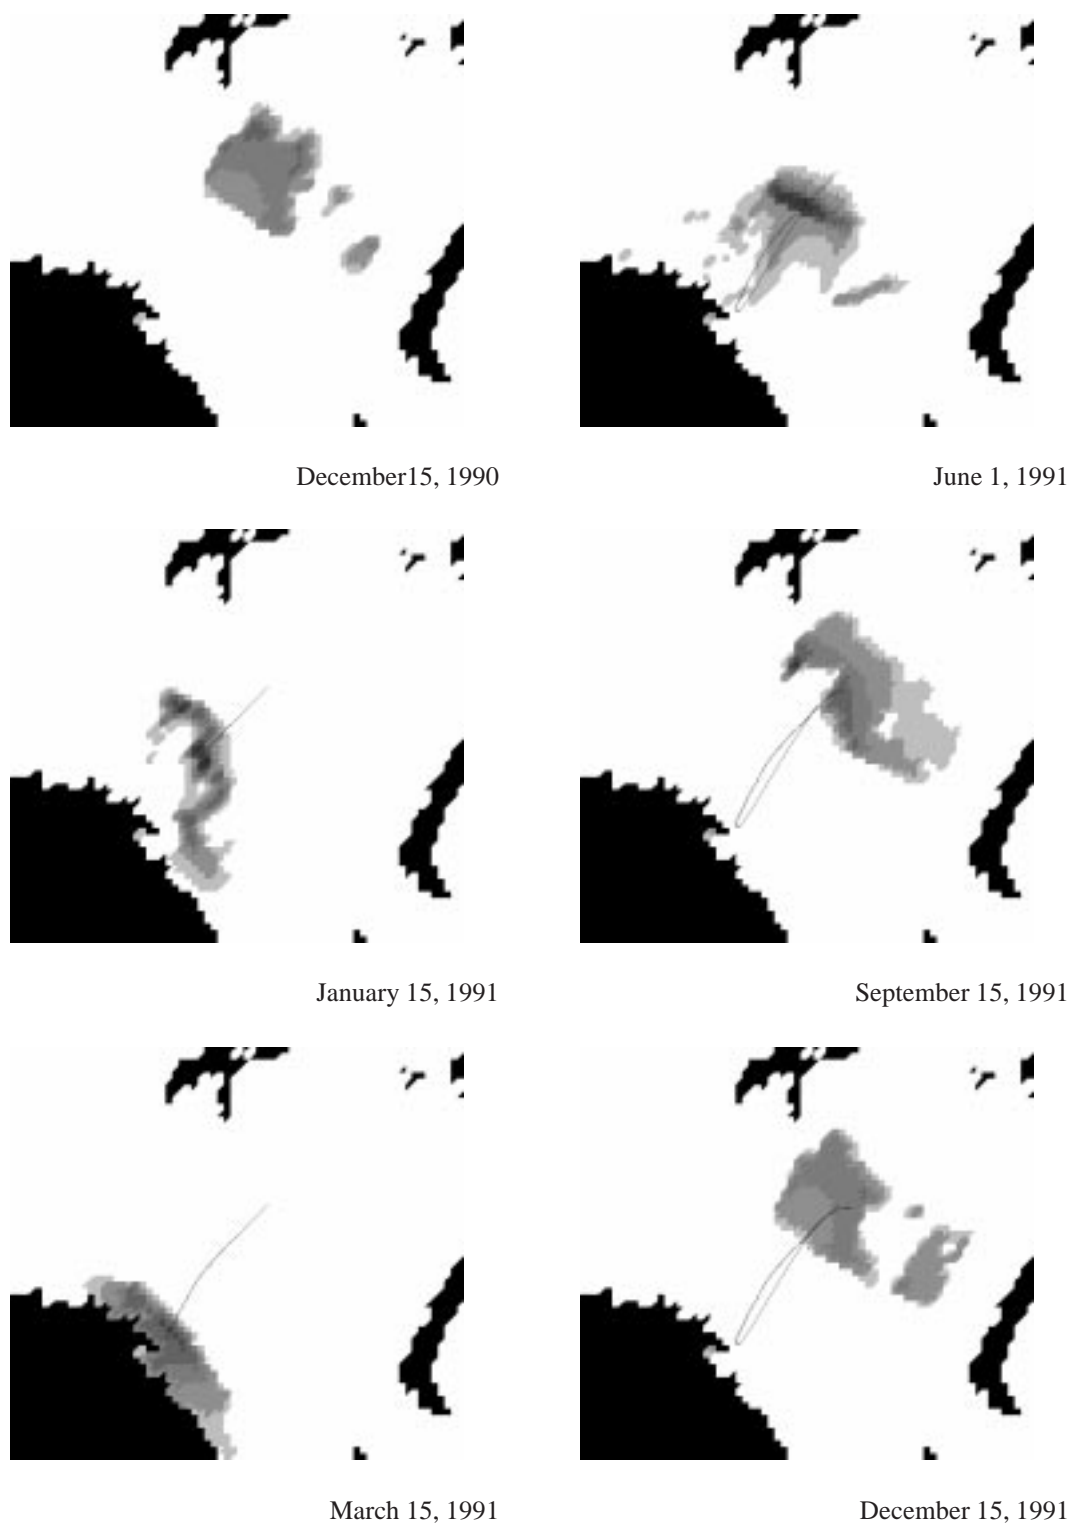 December15, 1990
June 1, 1991
January 15, 1991
September 15, 1991
March 15, 1991
December 15, 1991